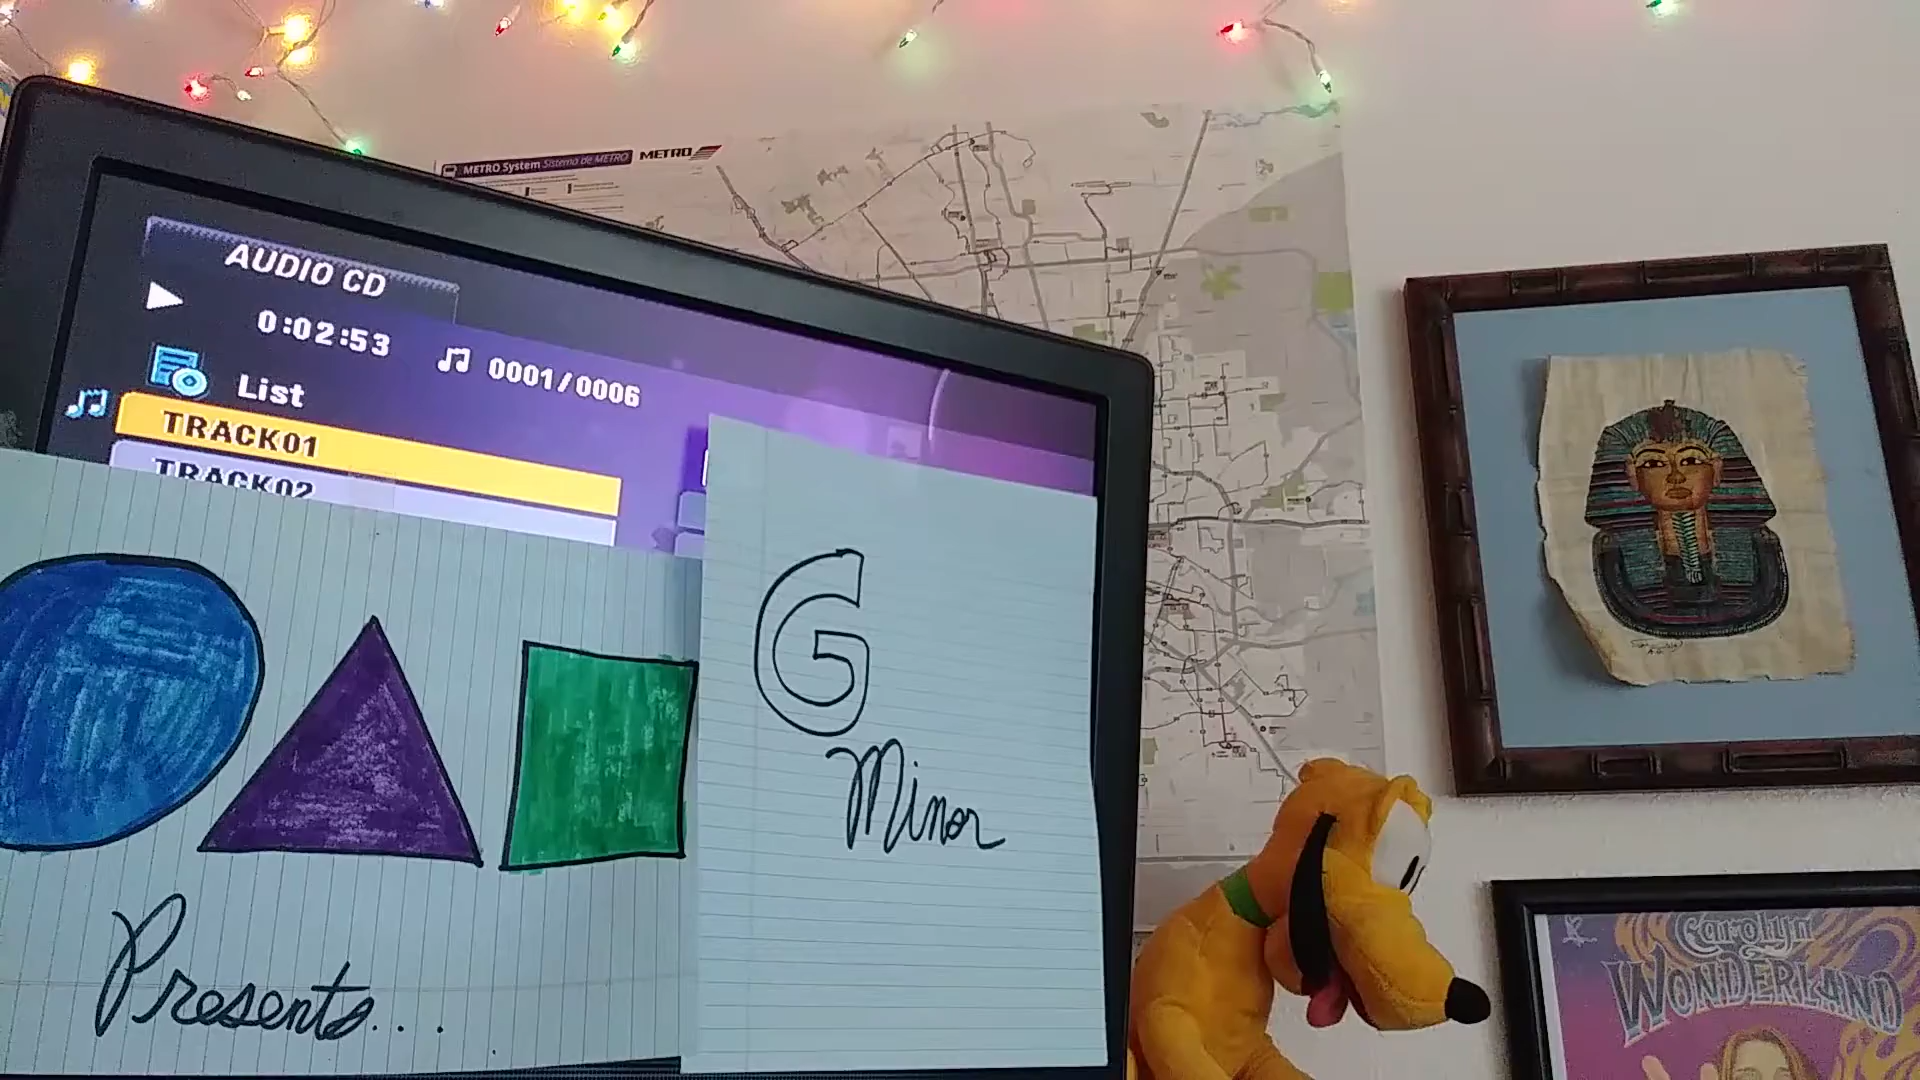 METRO System Sistema de METRO
METRO
AUDIO CD
0:02:53
0001/0006
List
TRACK01
TRACK02
G
Minor
Presents...
Carolyn
WONDERLAND